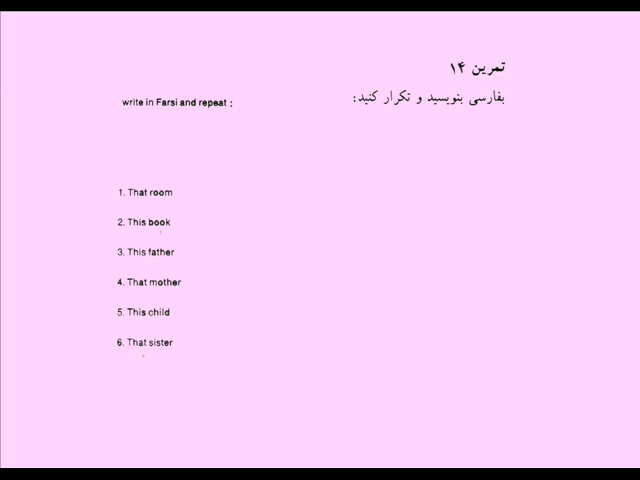 تمرین ۱۴
بفارسی بنویسید و تکرار کنید:
write in Farsi and repeat :
1. That room
2. This book
3. This father
4. That mother
5. This child
6. That sister